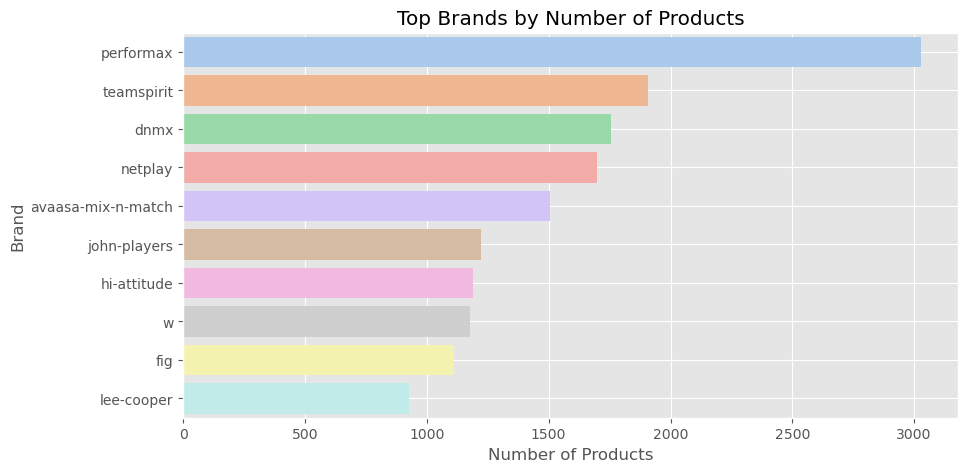 Top Brands by Number of Products
performax
teamspirit
dnmx
netplay
avaasa-mix-n-match
john-players
hi-attitude
w
fig
lee-cooper
Brand
0 500 1000 1500 2000 2500 3000
Number of Products